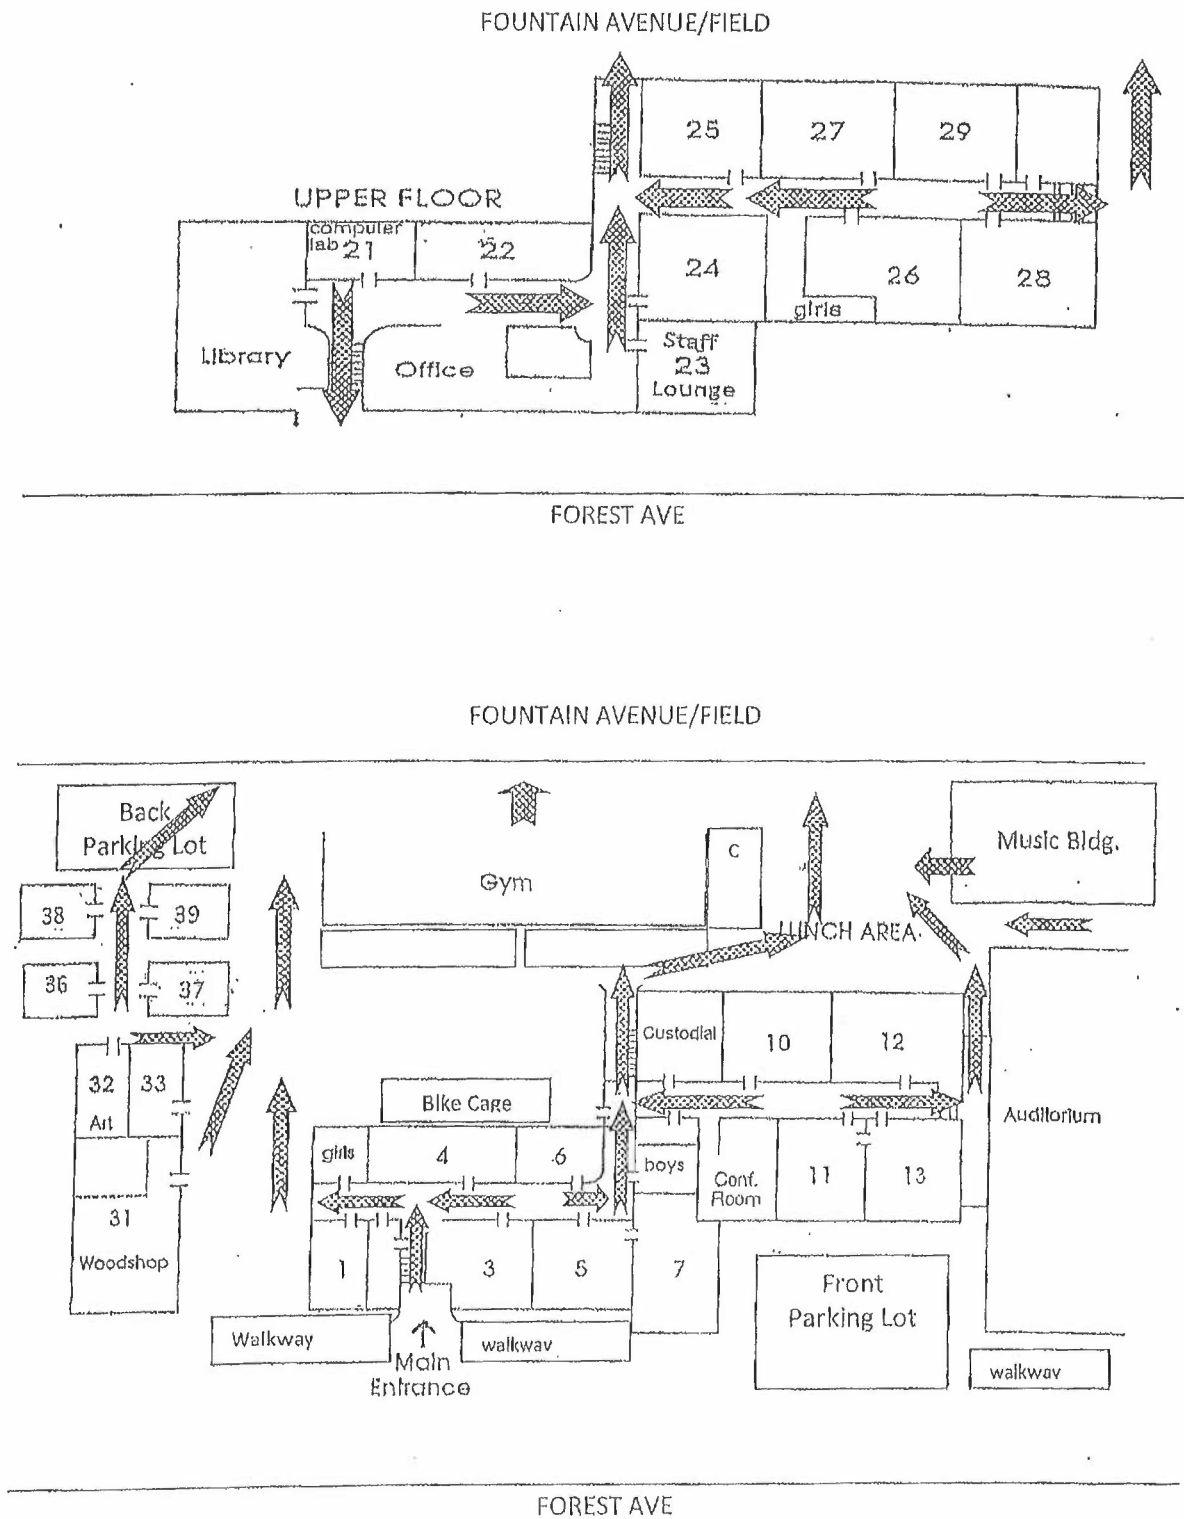 FOUNTAIN AVENUE/FIELD
25
27
29
UPPER FLOOR
computer
lab 21
22
24
26
28
girls
Library
Office
Staff
23
Lounge
FOREST AVE
FOUNTAIN AVENUE/FIELD
Back
Parking Lot
C
Music Bldg.
Gym
38
39
LUNCH AREA
36
37
Custodial
10
12
32
33
Art
Bike Cage
Auditorium
girls
4
6
boys
Conf.
Room
11
13
31
Woodshop
1
3
5
7
Front
Parking Lot
Walkway
walkwav
Main
Entrance
walkwav
FOREST AVE